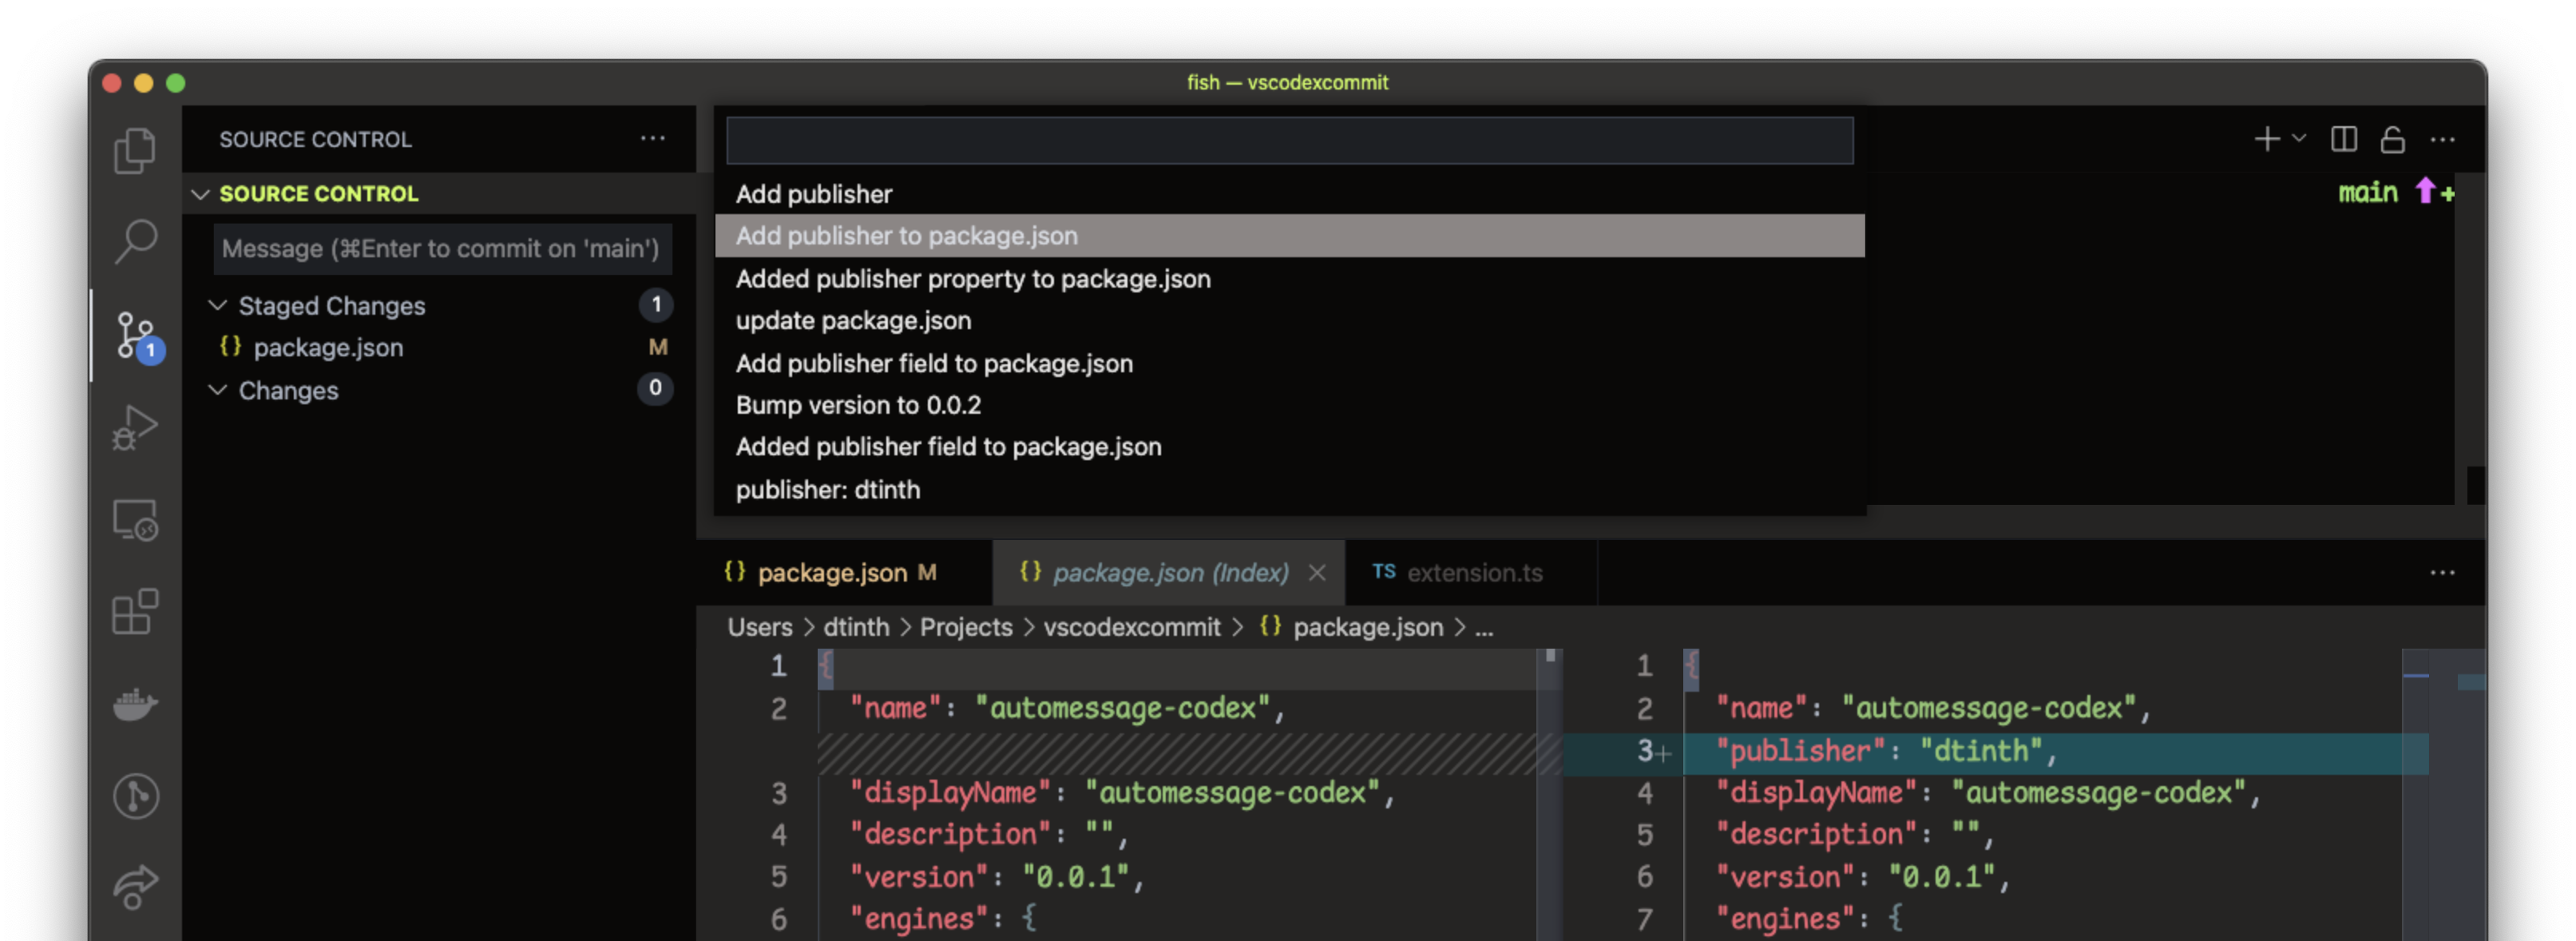 fish — vscodexcommit
SOURCE CONTROL
SOURCE CONTROL
Message (⌘Enter to commit on 'main')
Staged Changes 1
{} package.json M
Changes 0
1
Add publisher
Add publisher to package.json
Added publisher property to package.json
update package.json
Add publisher field to package.json
Bump version to 0.0.2
Added publisher field to package.json
publisher: dtinth
main ⬆+
{} package.json M
{} package.json (Index)
TS extension.ts
Users > dtinth > Projects > vscodexcommit > {} package.json > ...
1 {
2 "name": "automessage-codex",
3 "displayName": "automessage-codex",
4 "description": "",
5 "version": "0.0.1",
6 "engines": {
1 {
2 "name": "automessage-codex",
3+ "publisher": "dtinth",
4 "displayName": "automessage-codex",
5 "description": "",
6 "version": "0.0.1",
7 "engines": {